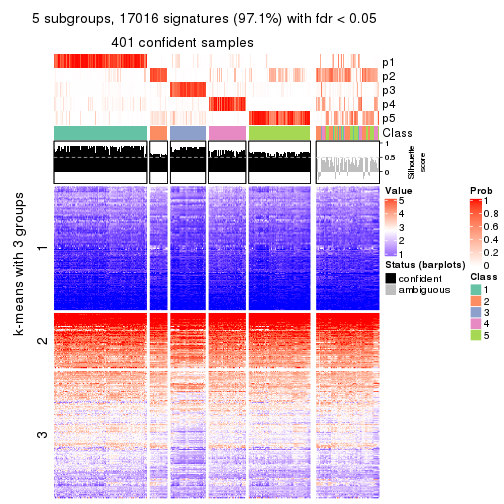 5 subgroups, 17016 signatures (97.1%) with fdr < 0.05
401 confident samples
p1
p2
p3
p4
p5
Class
1
0.5
0
Silhouette
score
k-means with 3 groups
1
2
3
Value
5
4
3
2
1
Status (barplots)
confident
ambiguous
Prob
1
0.8
0.6
0.4
0.2
0
Class
1
2
3
4
5